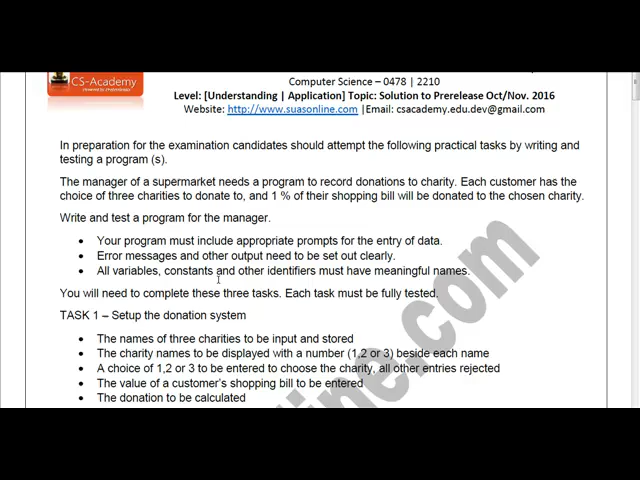 CS-Academy
Computer Science – 0478 | 2210
Level: [Understanding | Application] Topic: Solution to Prerelease Oct/Nov. 2016
Website: http://www.suasonline.com |Email: csacademy.edu.dev@gmail.com
In preparation for the examination candidates should attempt the following practical tasks by writing and
testing a program (s).
The manager of a supermarket needs a program to record donations to charity. Each customer has the
choice of three charities to donate to, and 1 % of their shopping bill will be donated to the chosen charity.
Write and test a program for the manager.
• Your program must include appropriate prompts for the entry of data.
• Error messages and other output need to be set out clearly.
• All variables, constants and other identifiers must have meaningful names.
You will need to complete these three tasks. Each task must be fully tested.
TASK 1 – Setup the donation system
• The names of three charities to be input and stored
• The charity names to be displayed with a number (1,2 or 3) beside each name
• A choice of 1,2 or 3 to be entered to choose the charity, all other entries rejected
• The value of a customer's shopping bill to be entered
• The donation to be calculated
line.com